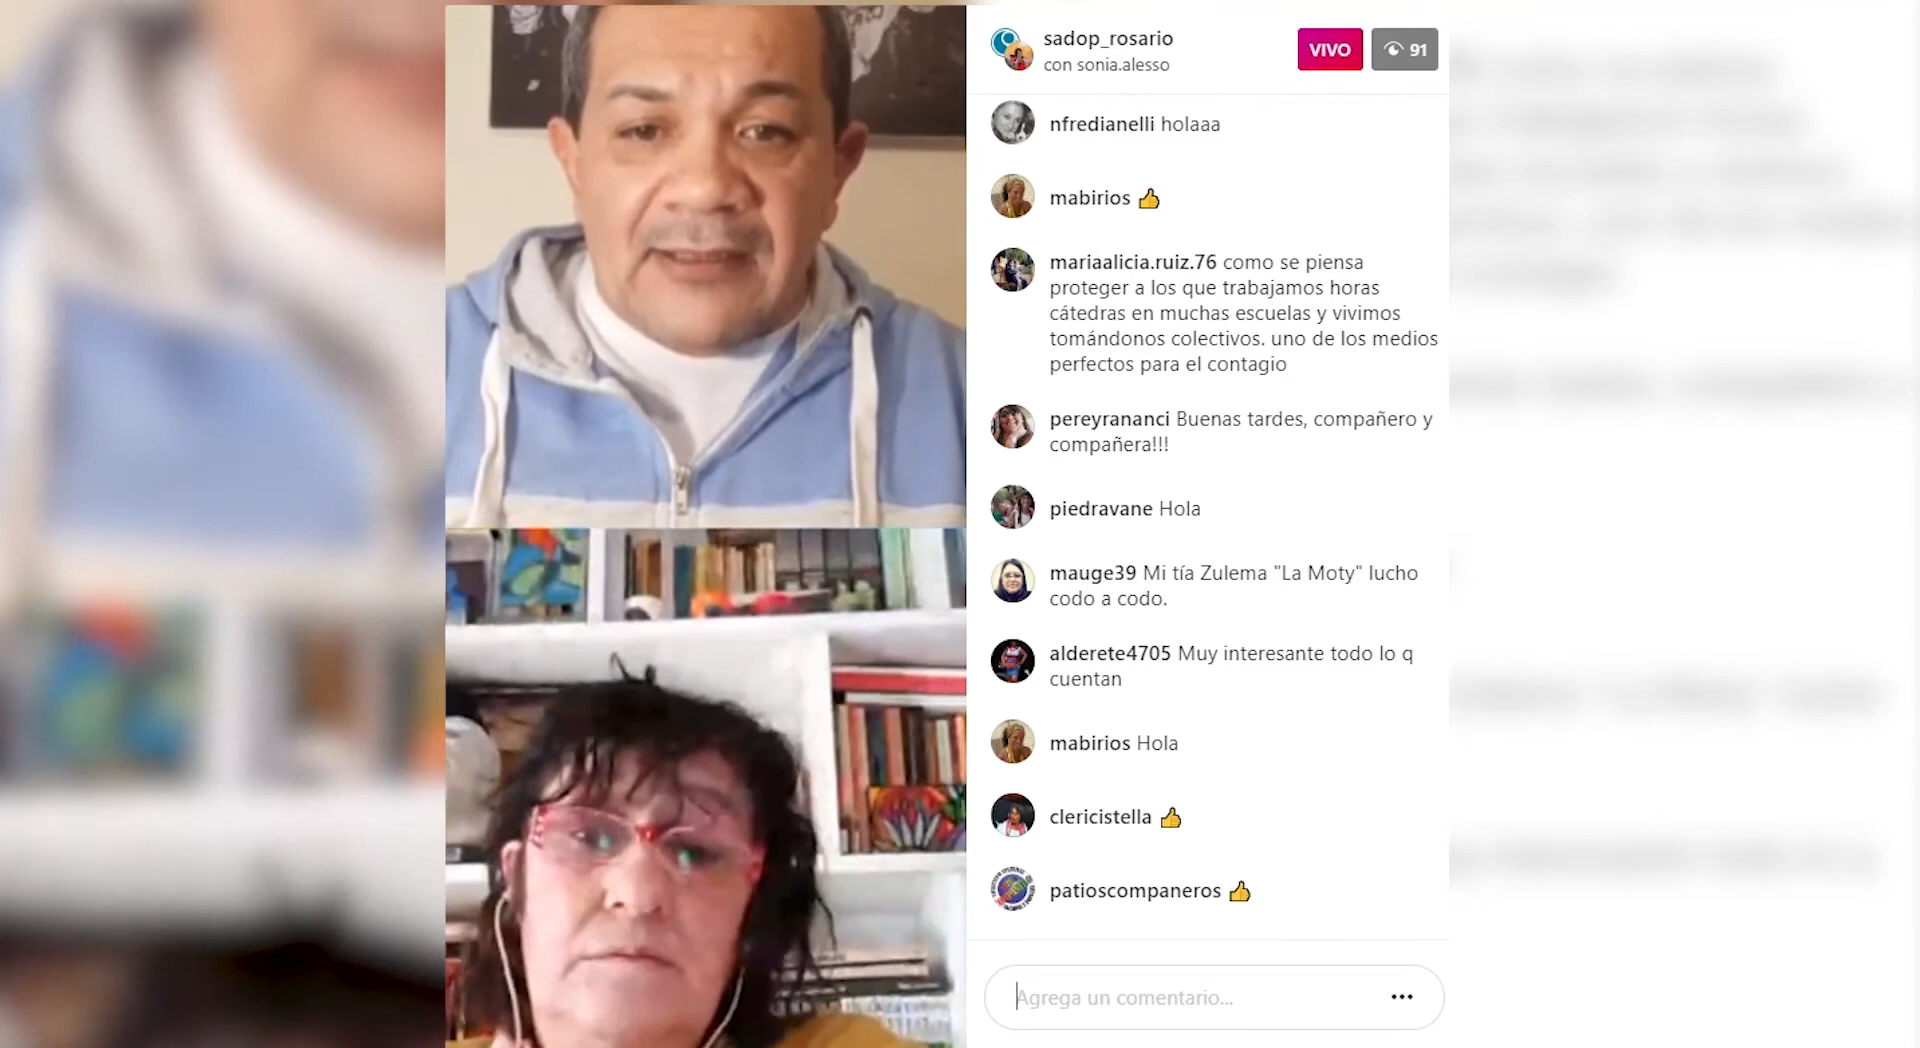 sadop_rosario
con sonia.alesso
VIVO
91
nfredianelli holaaa
mabirios 👍
mariaalicia.ruiz.76 como se piensa
proteger a los que trabajamos horas
cátedras en muchas escuelas y vivimos
tomándonos colectivos. uno de los medios
perfectos para el contagio
pereyrananci Buenas tardes, compañero y
compañera!!!
piedravane Hola
mauge39 Mi tía Zulema "La Moty" lucho
codo a codo.
alderete4705 Muy interesante todo lo q
cuentan
mabirios Hola
clericistella 👍
patioscompaneros 👍
Agrega un comentario...